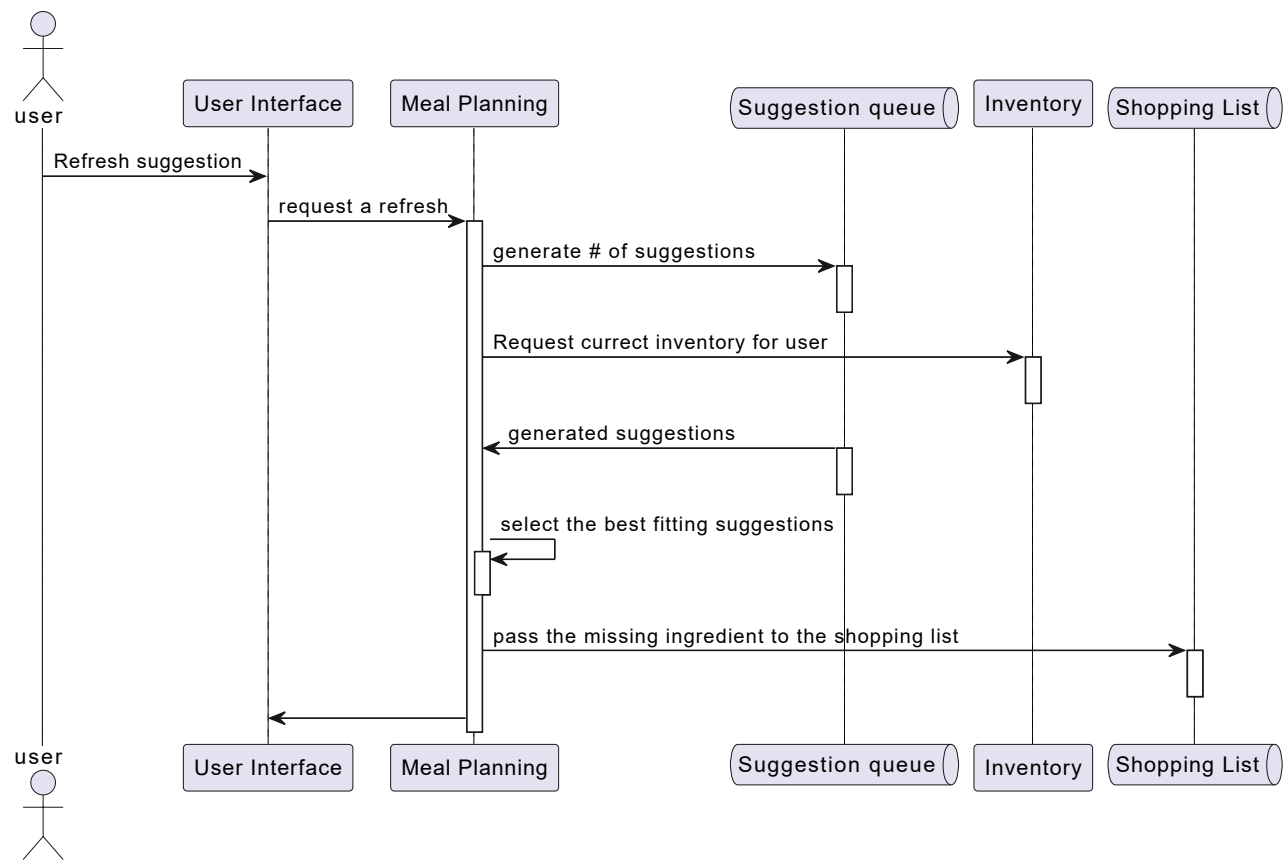 user
User Interface
Meal Planning
Suggestion queue
Inventory
Shopping List
Refresh suggestion
request a refresh
generate # of suggestions
Request currect inventory for user
generated suggestions
select the best fitting suggestions
pass the missing ingredient to the shopping list
user
User Interface
Meal Planning
Suggestion queue
Inventory
Shopping List